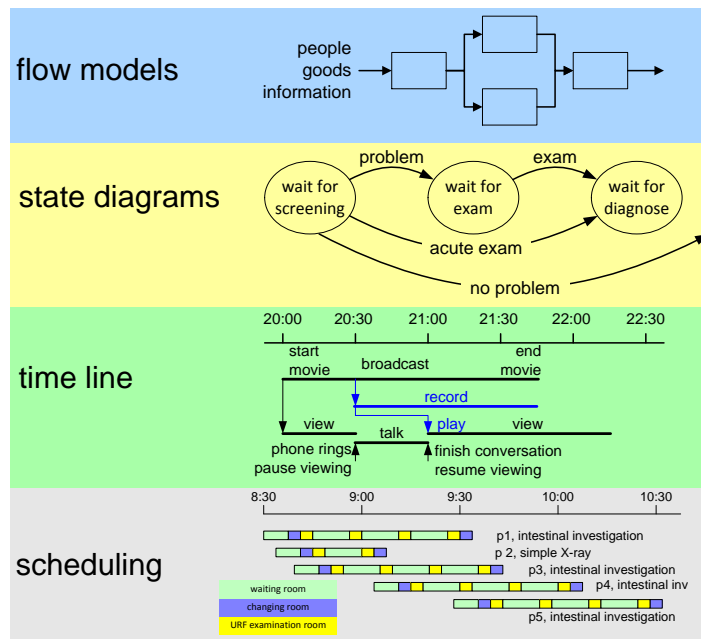 flow models
people
goods
information
state diagrams
problem
exam
wait for
screening
wait for
exam
wait for
diagnose
acute exam
no problem
time line
20:00 20:30 21:00 21:30 22:00 22:30
start
movie
broadcast
end
movie
record
view
play
view
talk
phone rings
pause viewing
finish conversation
resume viewing
scheduling
8:30 9:00 9:30 10:00 10:30
p1, intestinal investigation
p 2, simple X-ray
p3, intestinal investigation
p4, intestinal inv
p5, intestinal investigation
waiting room
changing room
URF examination room